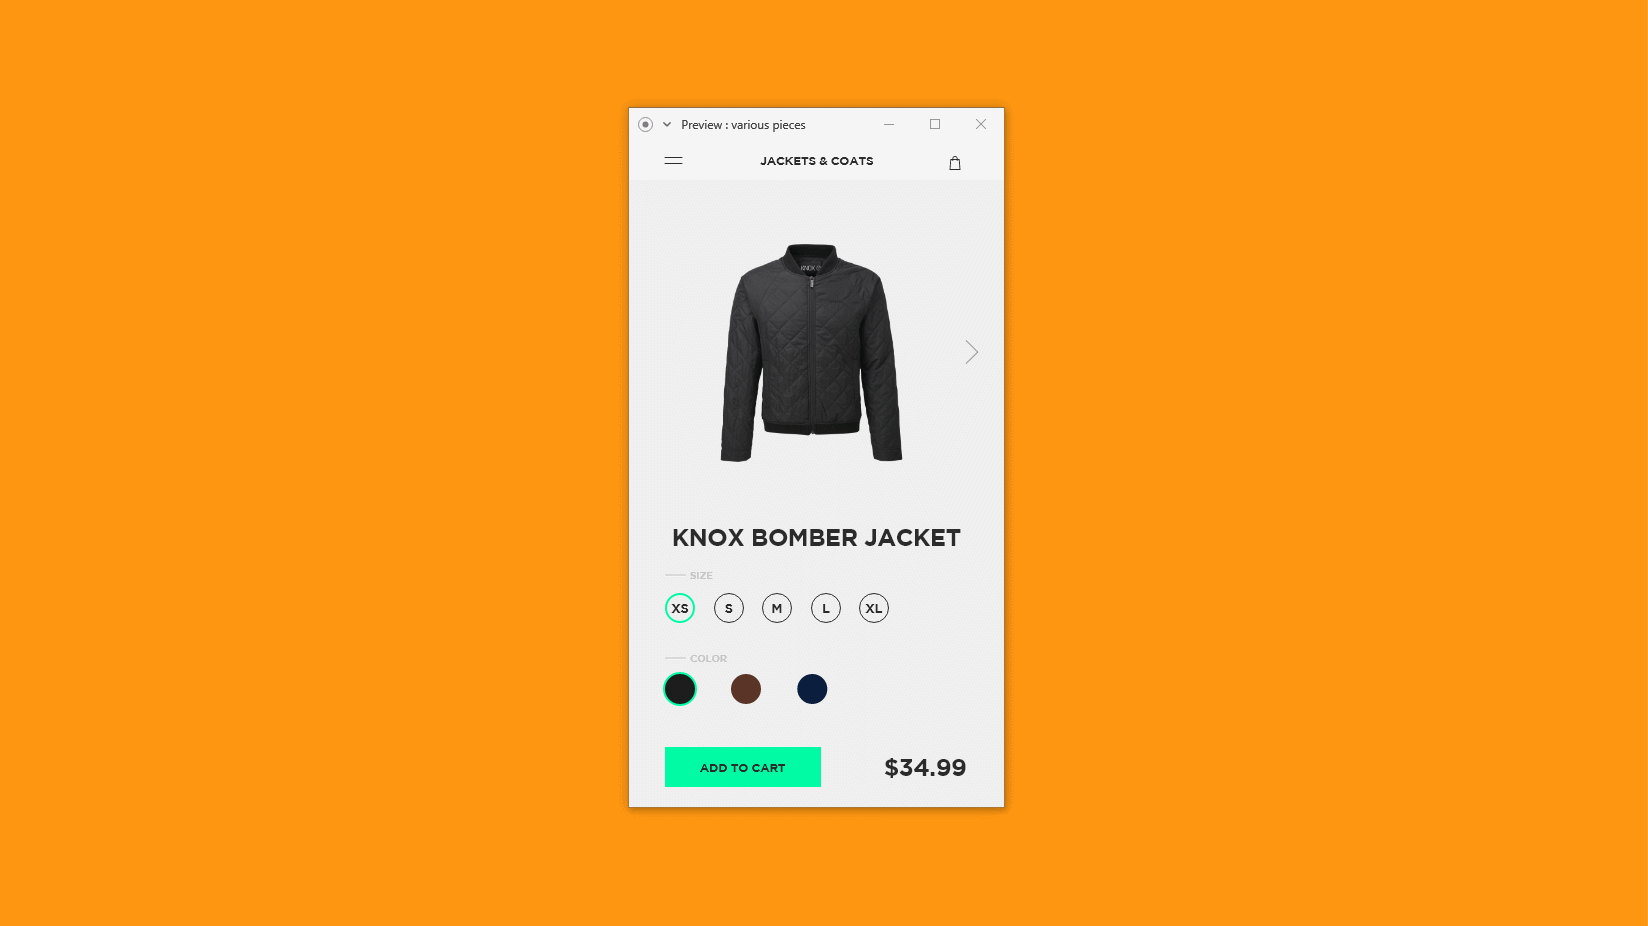 Preview : various pieces
JACKETS & COATS
KNOX
KNOX BOMBER JACKET
SIZE
XS S M L XL
COLOR
ADD TO CART $34.99